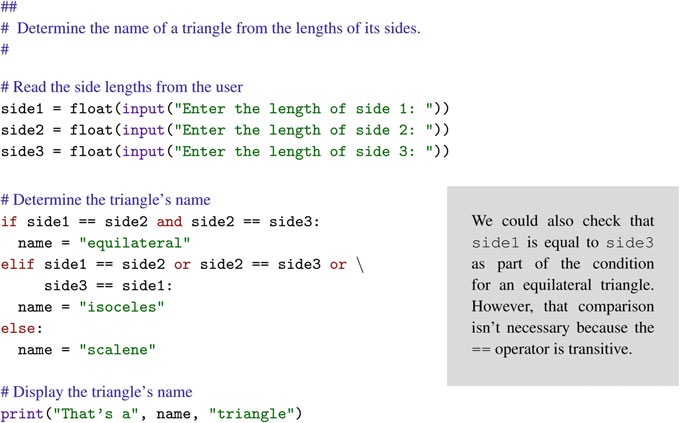 ##
# Determine the name of a triangle from the lengths of its sides.
#
# Read the side lengths from the user
side1 = float(input("Enter the length of side 1: "))
side2 = float(input("Enter the length of side 2: "))
side3 = float(input("Enter the length of side 3: "))
# Determine the triangle’s name
if side1 == side2 and side2 == side3:
  name = "equilateral"
elif side1 == side2 or side2 == side3 or \
     side3 == side1:
  name = "isoceles"
else:
  name = "scalene"
# Display the triangle’s name
print("That’s a", name, "triangle")
We could also check that
side1 is equal to side3
as part of the condition
for an equilateral triangle.
However, that comparison
isn’t necessary because the
== operator is transitive.